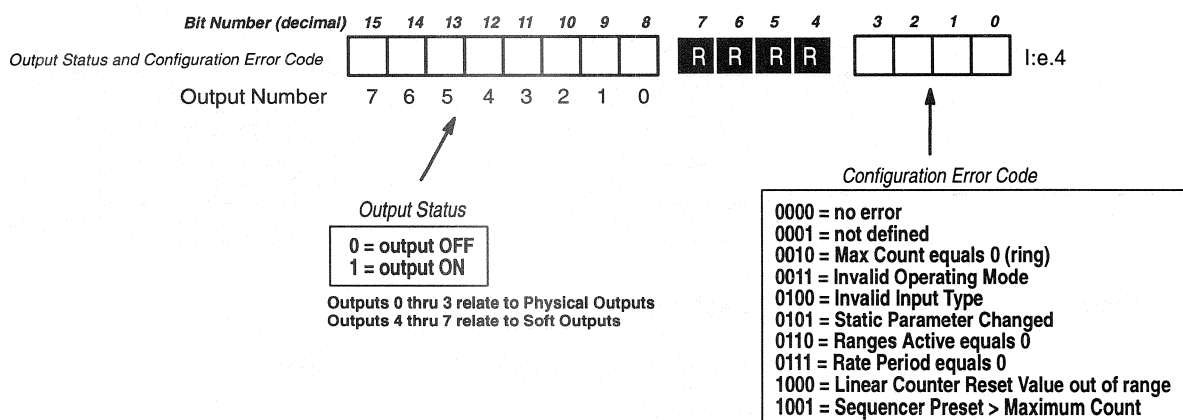 Bit Number (decimal) 15 14 13 12 11 10 9 8 7 6 5 4 3 2 1 0
Output Status and Configuration Error Code R R R R I:e.4
Output Number 7 6 5 4 3 2 1 0
Output Status
0 = output OFF
1 = output ON
Outputs 0 thru 3 relate to Physical Outputs
Outputs 4 thru 7 relate to Soft Outputs
Configuration Error Code
0000 = no error
0001 = not defined
0010 = Max Count equals 0 (ring)
0011 = Invalid Operating Mode
0100 = Invalid Input Type
0101 = Static Parameter Changed
0110 = Ranges Active equals 0
0111 = Rate Period equals 0
1000 = Linear Counter Reset Value out of range
1001 = Sequencer Preset > Maximum Count